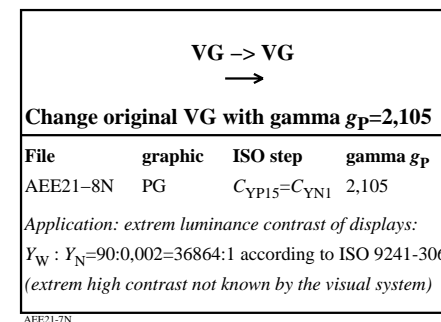 VG −> VG
Change original VG with gamma gP=2,105
File graphic ISO step gamma gP
AEE21−8N PG CYP15=CYN1 2,105
Application: extrem luminance contrast of displays:
YW : YN=90:0,002=36864:1 according to ISO 9241-306
(extrem high contrast not known by the visual system)
AEE21-7N